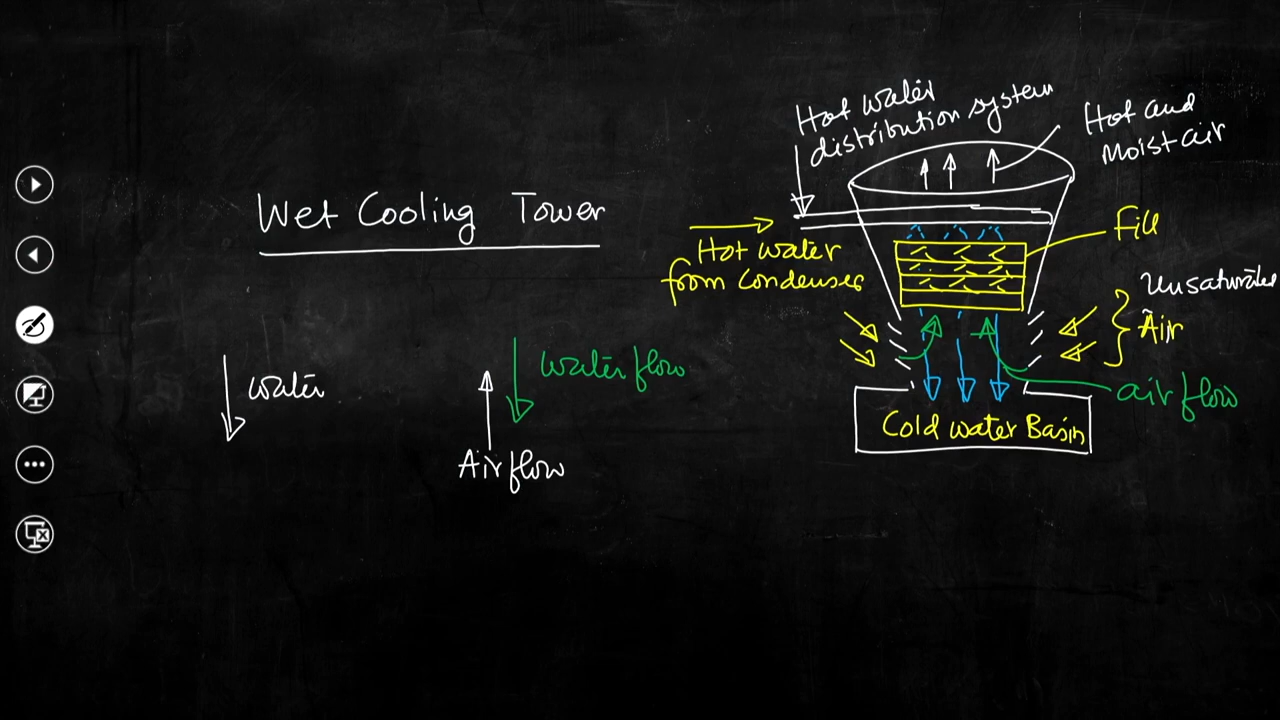 Wet Cooling Tower
water
water flow
Air flow
Hot water
distribution system
Hot and
Moist air
Hot water
from Condenser
Fill
Unsaturated
Air
air flow
Cold water Basin